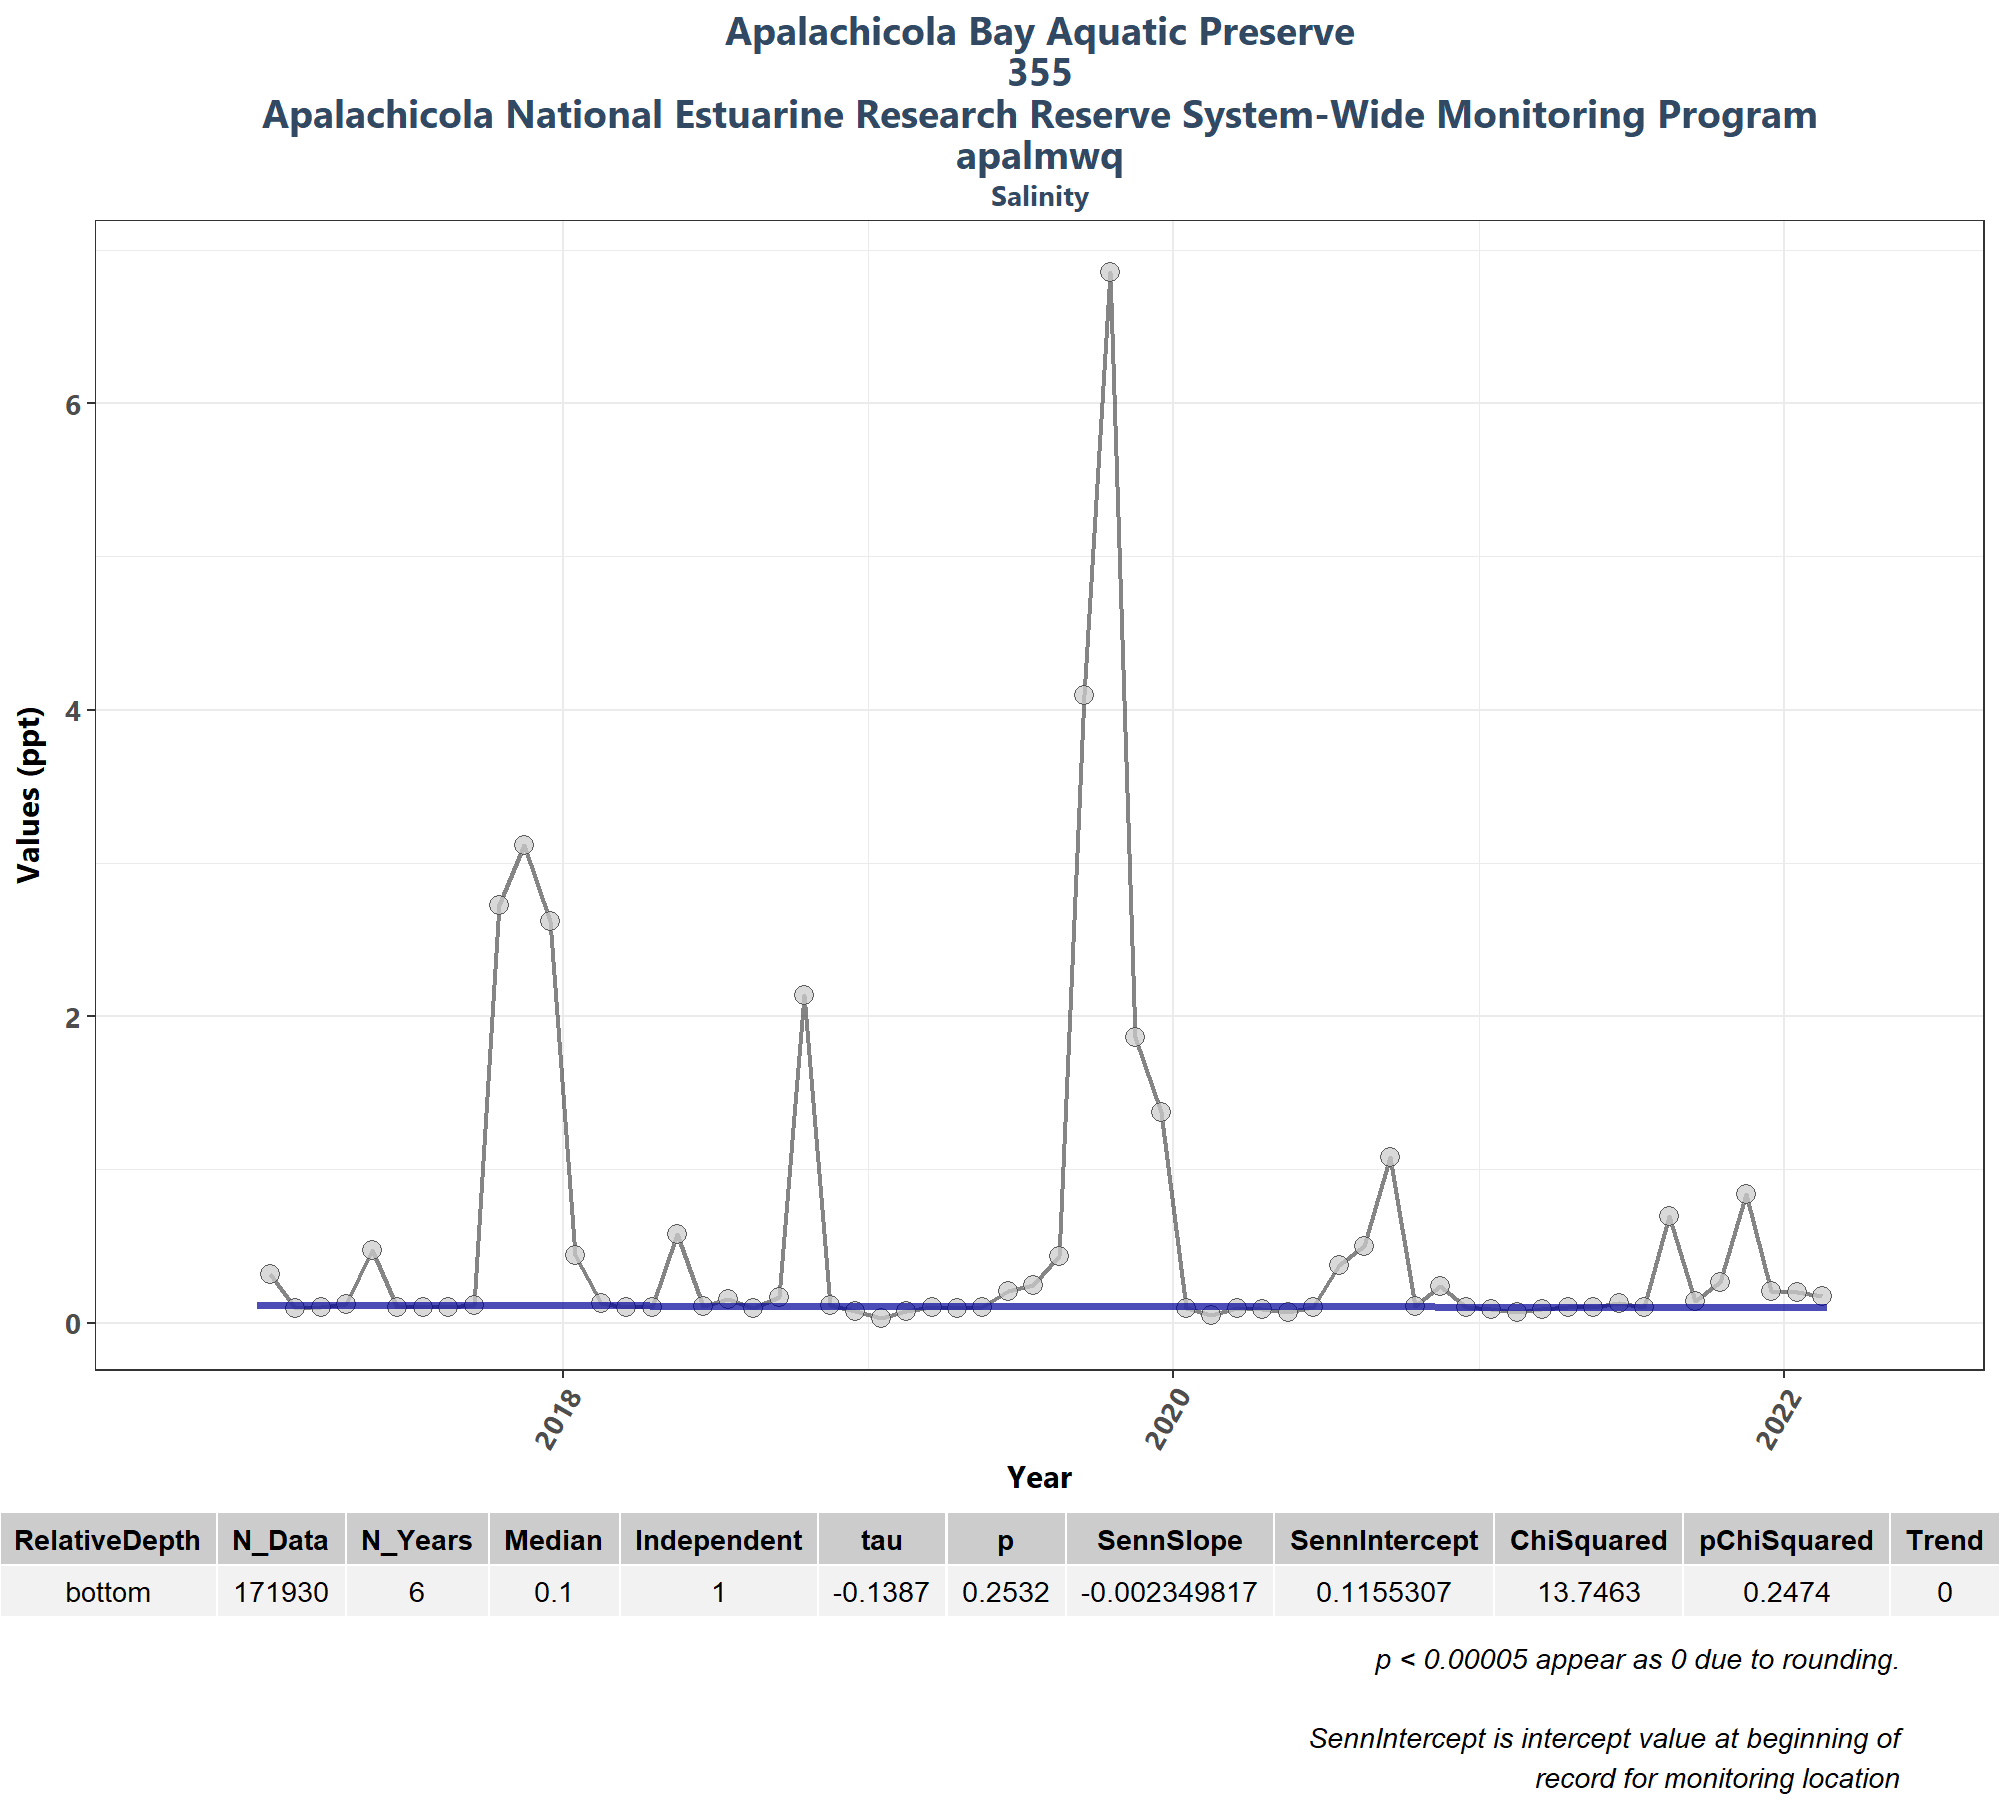 Apalachicola Bay Aquatic Preserve
355
Apalachicola National Estuarine Research Reserve System-Wide Monitoring Program
apalmwq
Salinity
6
4
2
0
Values (ppt)
2018
2020
2022
Year
RelativeDepth N_Data N_Years Median Independent tau p SennSlope SennIntercept ChiSquared pChiSquared Trend
bottom 171930 6 0.1 1 -0.1387 0.2532 -0.002349817 0.1155307 13.7463 0.2474 0
p < 0.00005 appear as 0 due to rounding.
SennIntercept is intercept value at beginning of
record for monitoring location